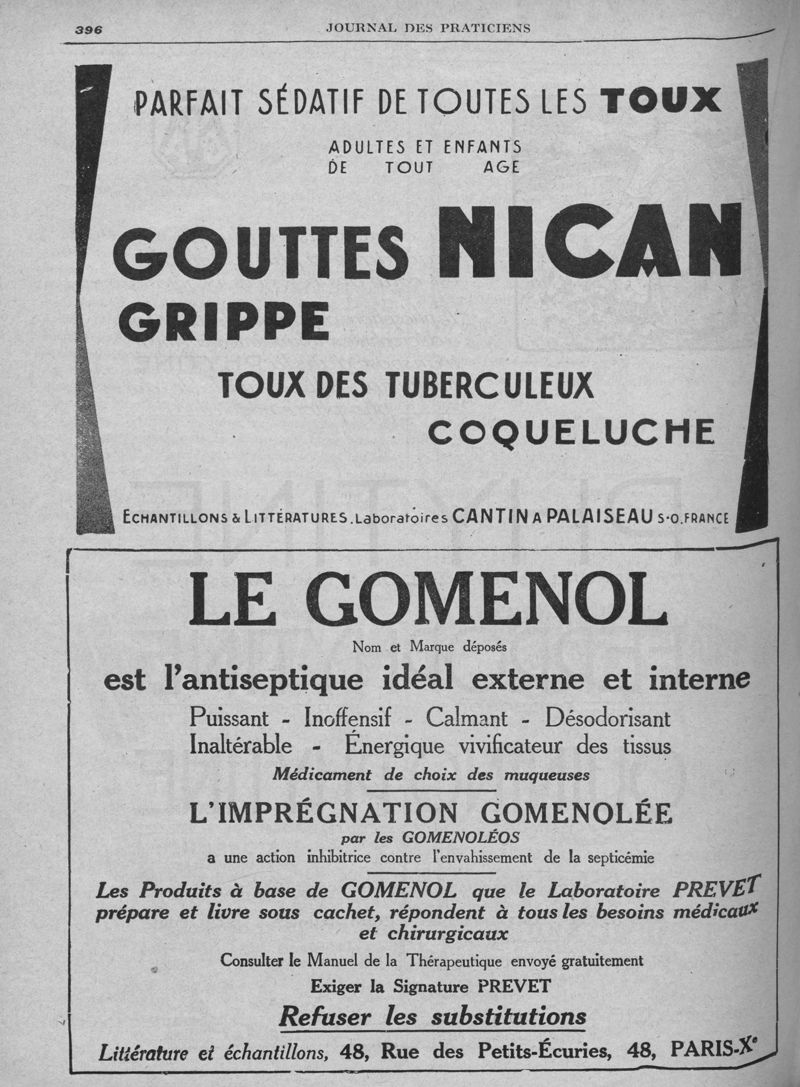 396
JOURNAL DES PRATICIENS
PARFAIT SÉDATIF DE TOUTES LES TOUX
ADULTES ET ENFANTS
DE TOUT AGE
GOUTTES NICAN
GRIPPE
TOUX DES TUBERCULEUX
COQUELUCHE
ECHANTILLONS & LITTÉRATURES. Laboratoires CANTIN A PALAISEAU S-O. FRANCE
LE GOMENOL
Nom et Marque déposés
est l'antiseptique idéal externe et interne
Puissant - Inoffensif - Calmant - Désodorisant
Inaltérable - Énergique vivificateur des tissus
Médicament de choix des muqueuses
L'IMPRÉGNATION GOMENOLÉE
par les GOMENOLÉOS
a une action inhibitrice contre l'envahissement de la septicémie
Les Produits à base de GOMENOL que le Laboratoire PREVET
prépare et livre sous cachet, répondent à tous les besoins médicaux
et chirurgicaux
Consulter le Manuel de la Thérapeutique envoyé gratuitement
Exiger la Signature PREVET
Refuser les substitutions
Littérature et échantillons, 48, Rue des Petits-Écuries, 48, PARIS-Xe